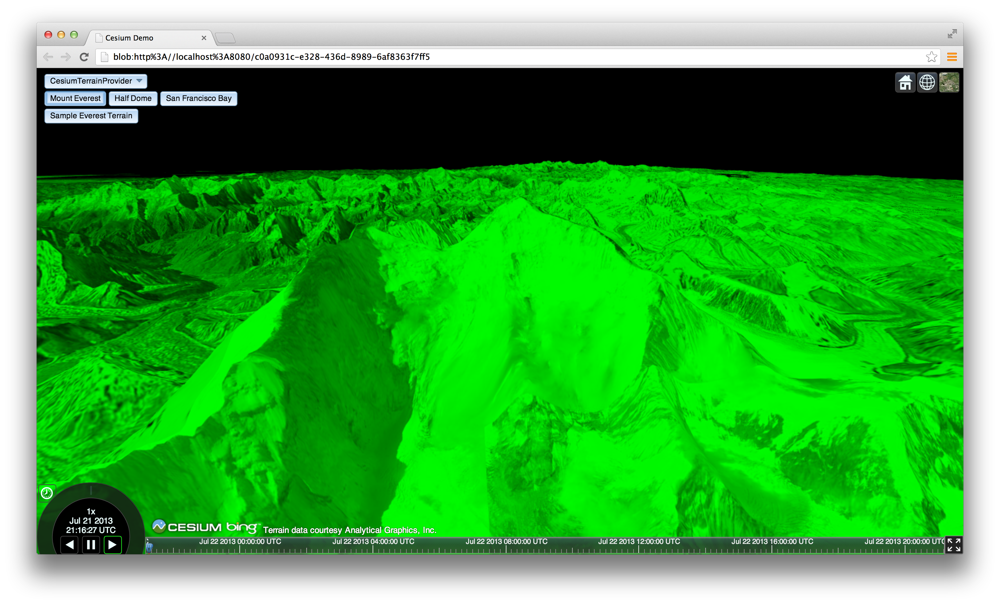 Cesium Demo
blob:http%3A//localhost%3A8080/c0a0931c-e328-436d-8989-6af8363f7ff5
CesiumTerrainProvider
Mount Everest
Half Dome
San Francisco Bay
Sample Everest Terrain
1x
Jul 21 2013
21:16:27 UTC
CESIUM bing™ Terrain data courtesy Analytical Graphics, Inc.
Jul 22 2013 00:00:00 UTC
Jul 22 2013 04:00:00 UTC
Jul 22 2013 08:00:00 UTC
Jul 22 2013 12:00:00 UTC
Jul 22 2013 16:00:00 UTC
Jul 22 2013 20:00:00 UTC